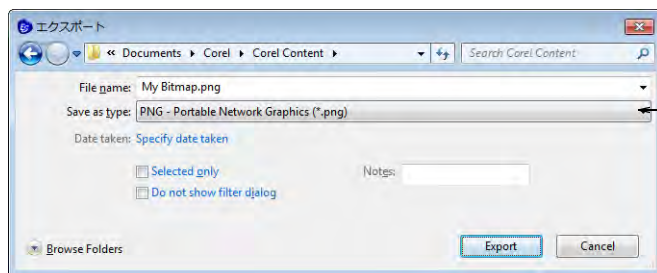 エクスポート
« Documents ▸ Corel ▸ Corel Content ▸ Search Corel Content
File name: My Bitmap.png
Save as type: PNG - Portable Network Graphics (*.png)
Date taken: Specify date taken
Selected only Notes:
Do not show filter dialog
Browse Folders Export Cancel